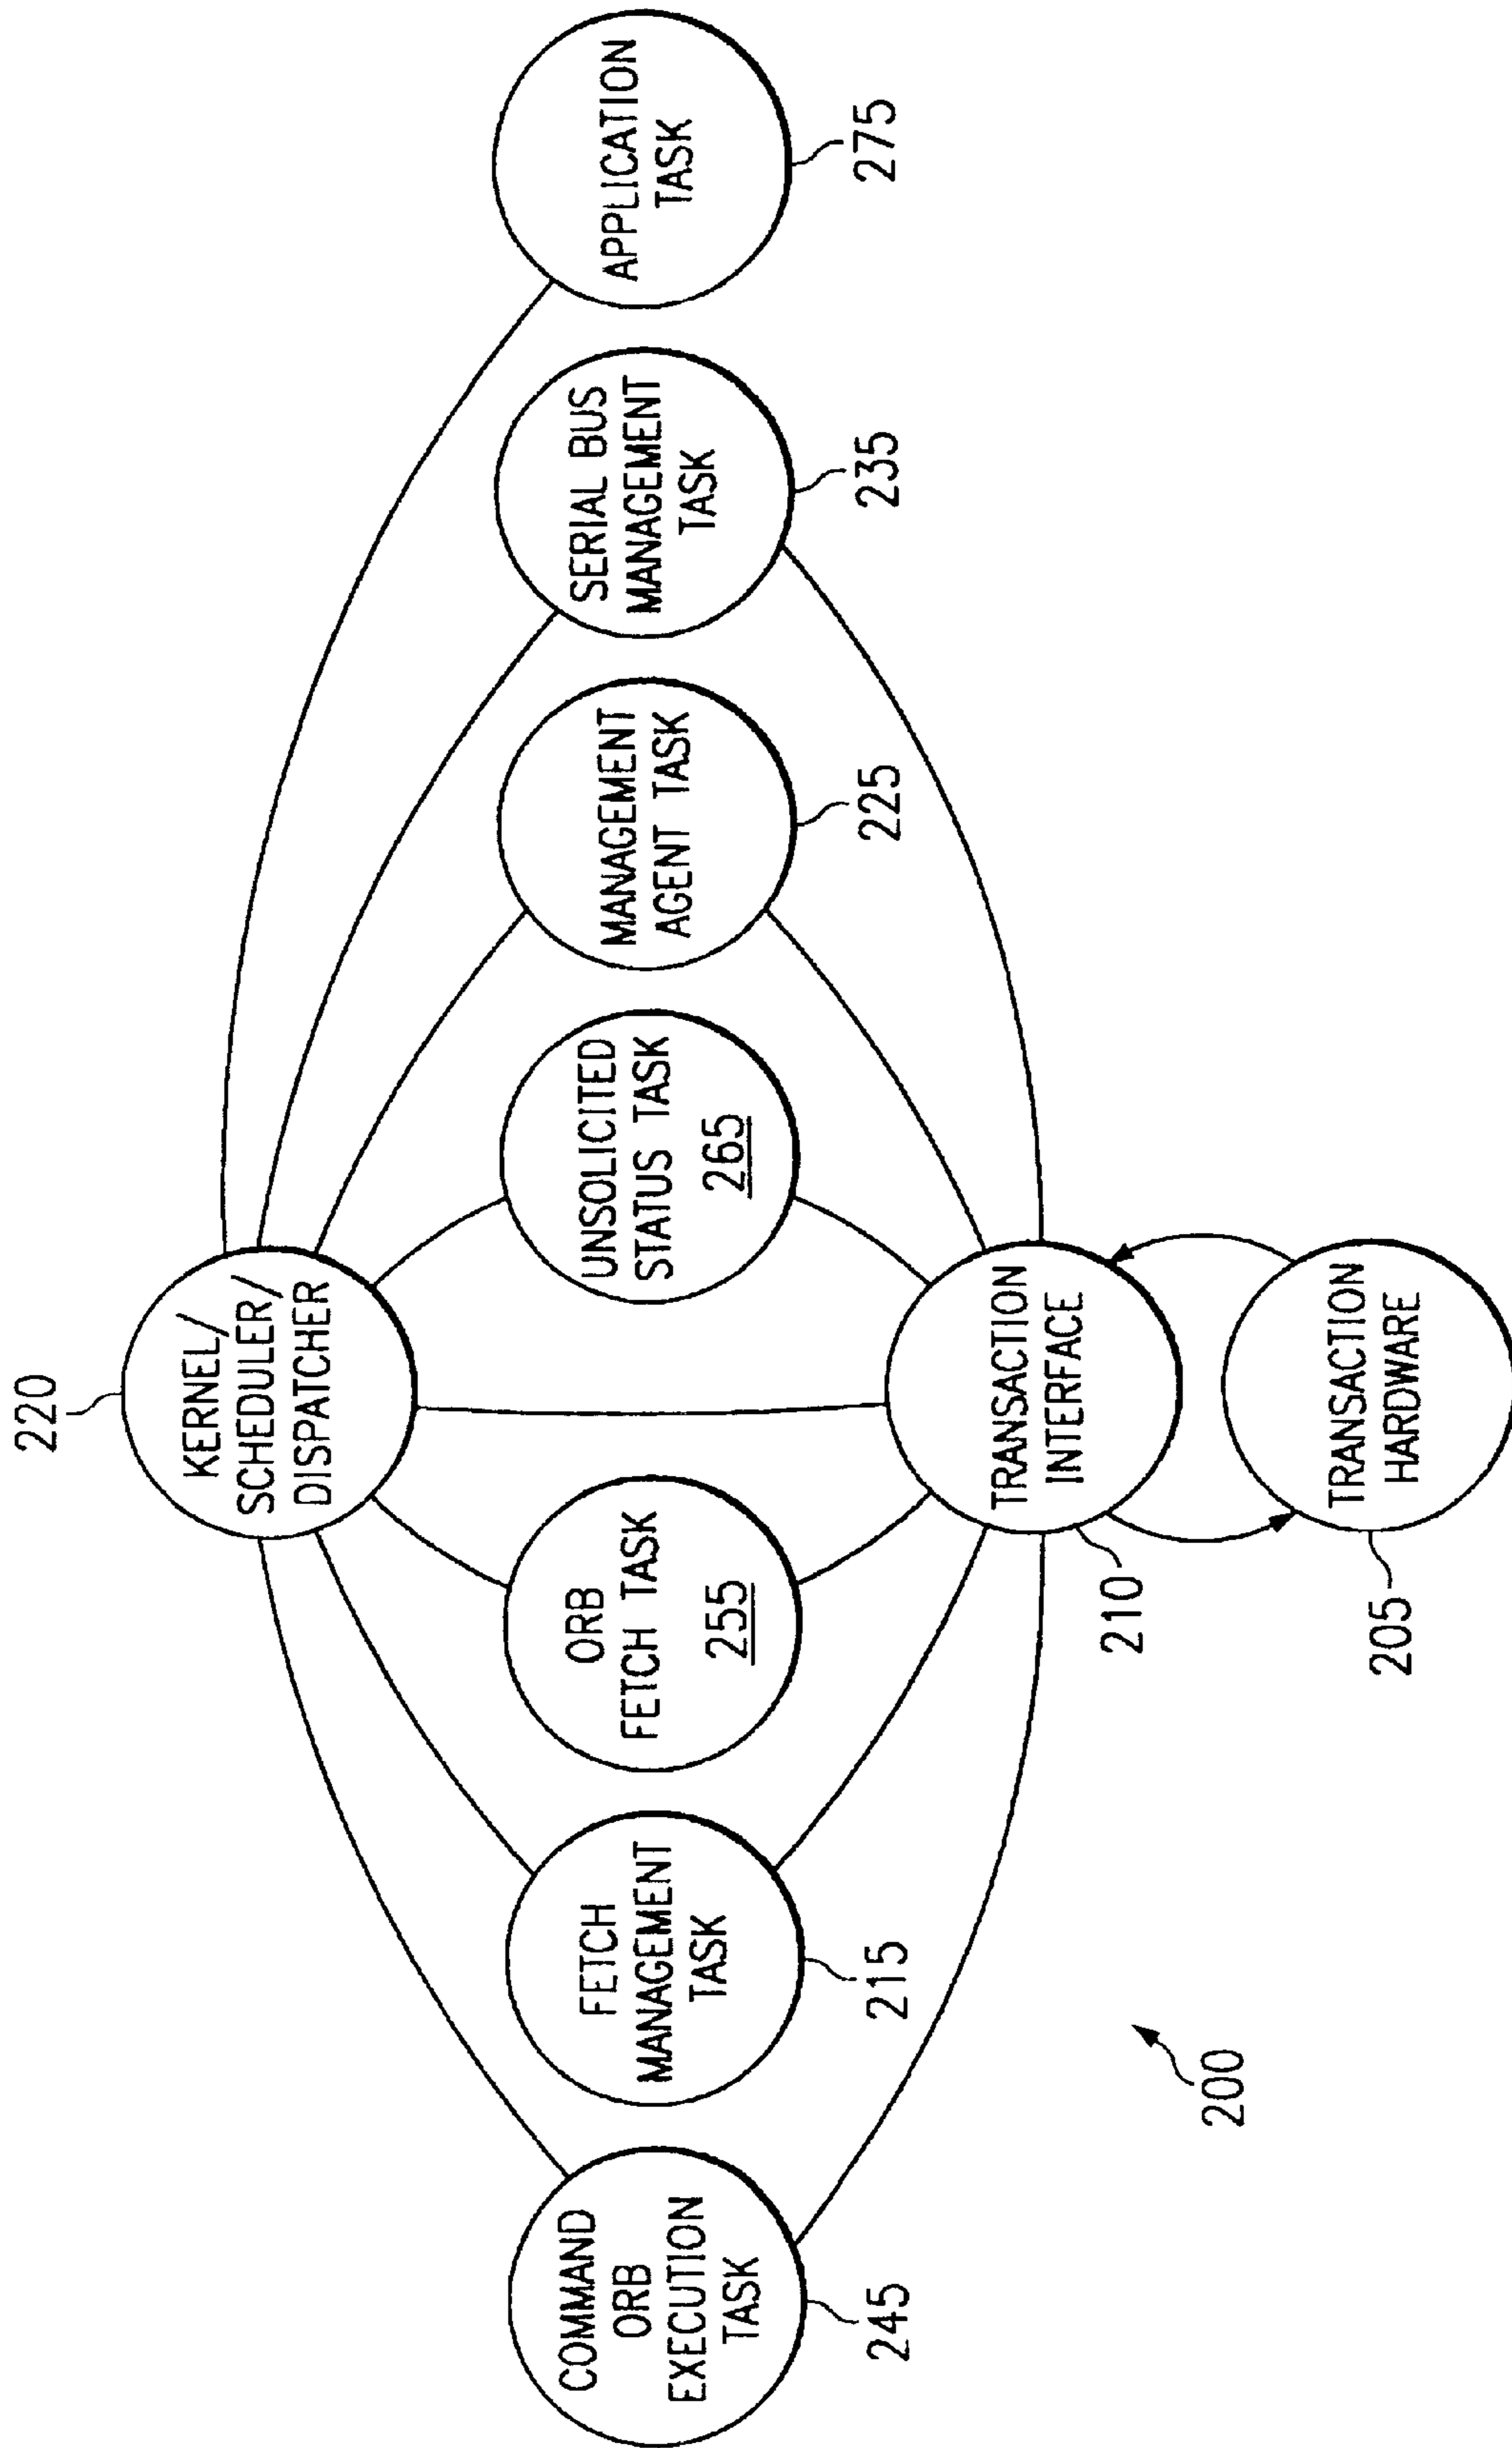 220
KERNEL/
SCHEDULER/
DISPATCHER
COMMAND
ORB
EXECUTION
TASK
245
FETCH
MANAGEMENT
TASK
215
ORB
FETCH TASK
255
UNSOLICITED
STATUS TASK
265
MANAGEMENT
AGENT TASK
225
SERIAL BUS
MANAGEMENT
TASK
235
APPLICATION
TASK
275
TRANSACTION
INTERFACE
210
TRANSACTION
HARDWARE
205
200